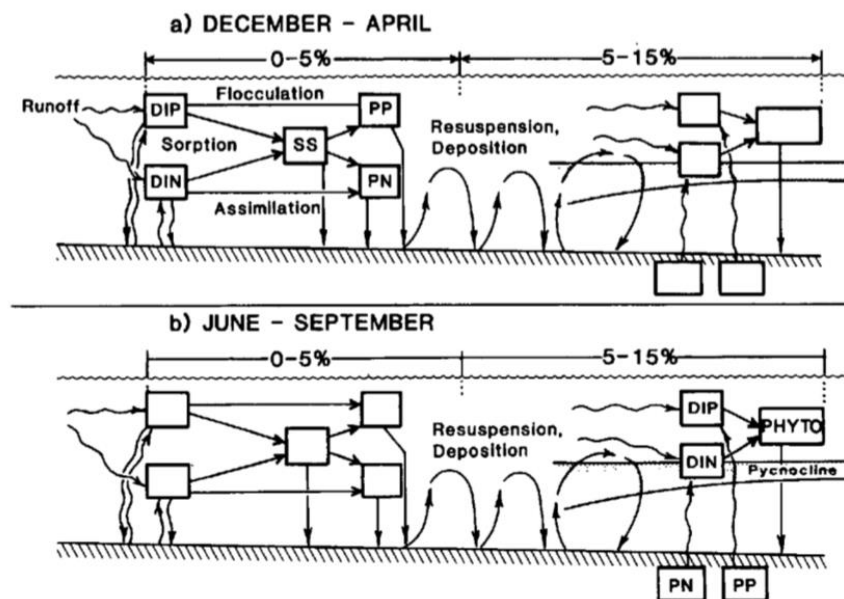 a) DECEMBER - APRIL
0-5%
5-15%
Runoff
DIP
Flocculation
PP
Sorption
SS
Resuspension,
Deposition
DIN
PN
Assimilation
b) JUNE - SEPTEMBER
0-5%
5-15%
DIP
PHYTO
Resuspension,
Deposition
DIN
Pycnocline
PN
PP